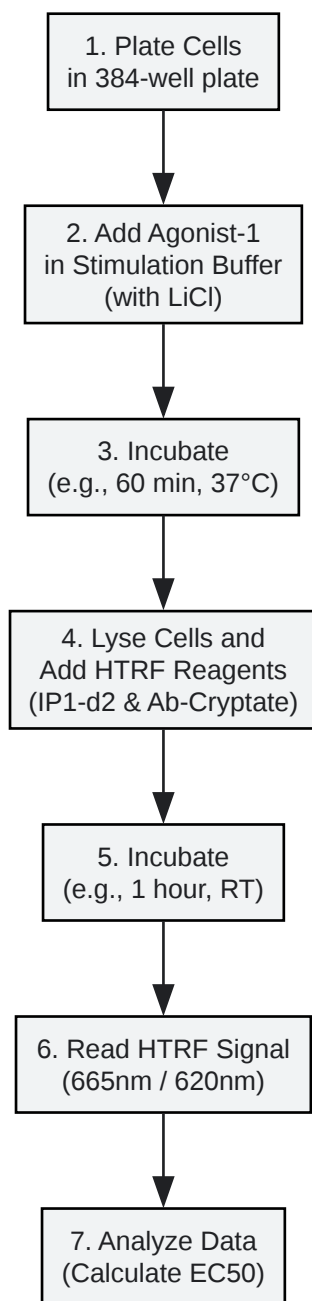 1. Plate Cells
in 384-well plate
2. Add Agonist-1
in Stimulation Buffer
(with LiCl)
3. Incubate
(e.g., 60 min, 37°C)
4. Lyse Cells and
Add HTRF Reagents
(IP1-d2 & Ab-Cryptate)
5. Incubate
(e.g., 1 hour, RT)
6. Read HTRF Signal
(665nm / 620nm)
7. Analyze Data
(Calculate EC50)